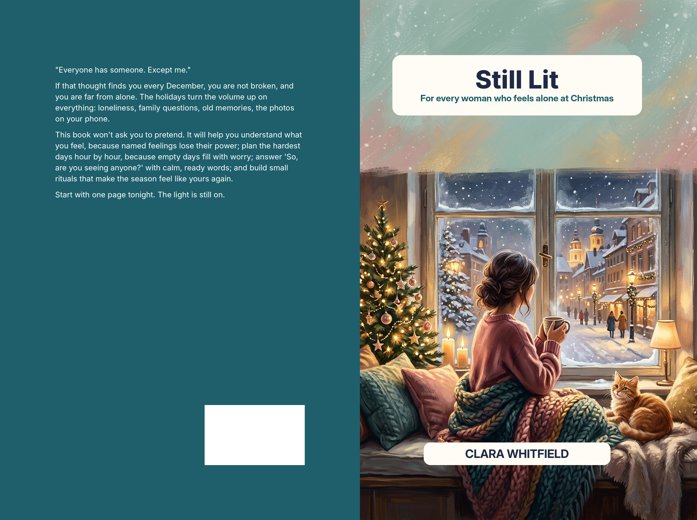 "Everyone has someone. Except me."
If that thought finds you every December, you are not broken, and
you are far from alone. The holidays turn the volume up on
everything: loneliness, family questions, old memories, the photos
on your phone.
This book won't ask you to pretend. It will help you understand what
you feel, because named feelings lose their power; plan the hardest
days hour by hour, because empty days fill with worry; answer 'So,
are you seeing anyone?' with calm, ready words; and build small
rituals that make the season feel like yours again.
Start with one page tonight. The light is still on.
Still Lit
For every woman who feels alone at Christmas
CLARA WHITFIELD